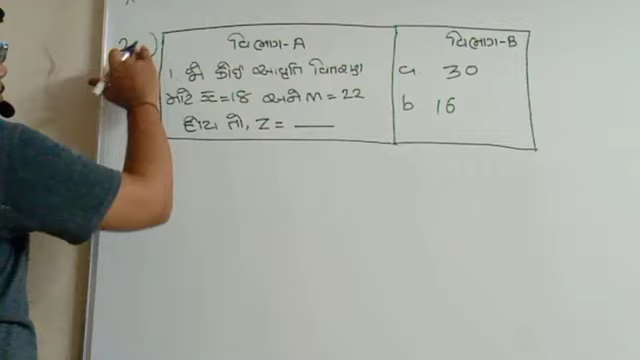 વિભાગ-A
વિભાગ-B
1. જો કોઈ આવૃત્તિ વિતરણ
a 30
માટે x̄ = 18 અને M = 22
b 16
હોય તો, Z = ____